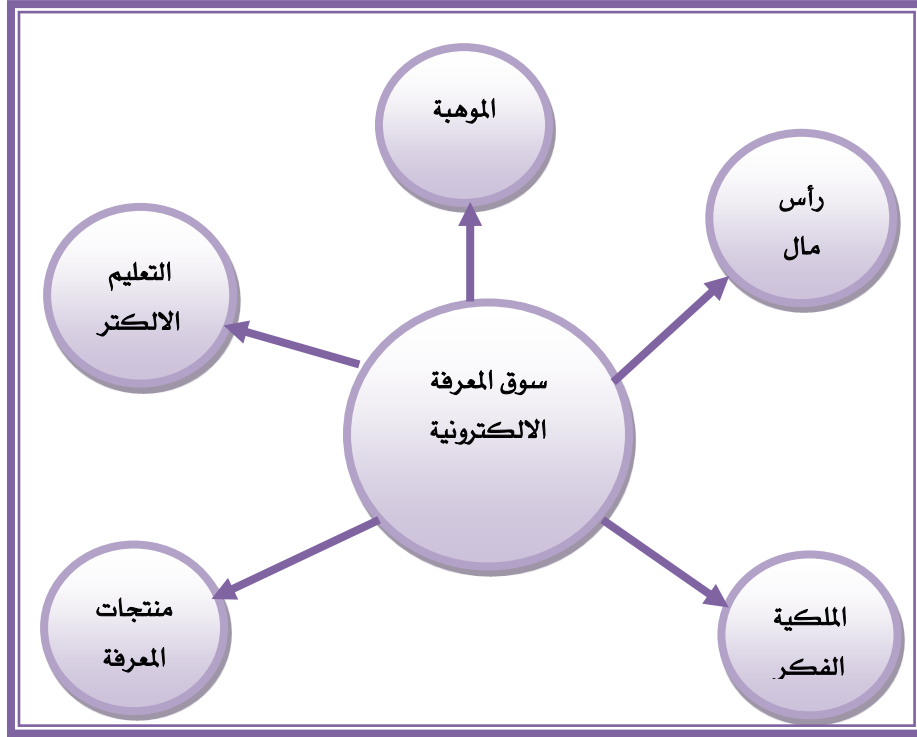 الموهبة
رأس
مال
التعليم
الالكتر
سوق المعرفة
الالكترونية
منتجات
المعرفة
الملكية
الفكر